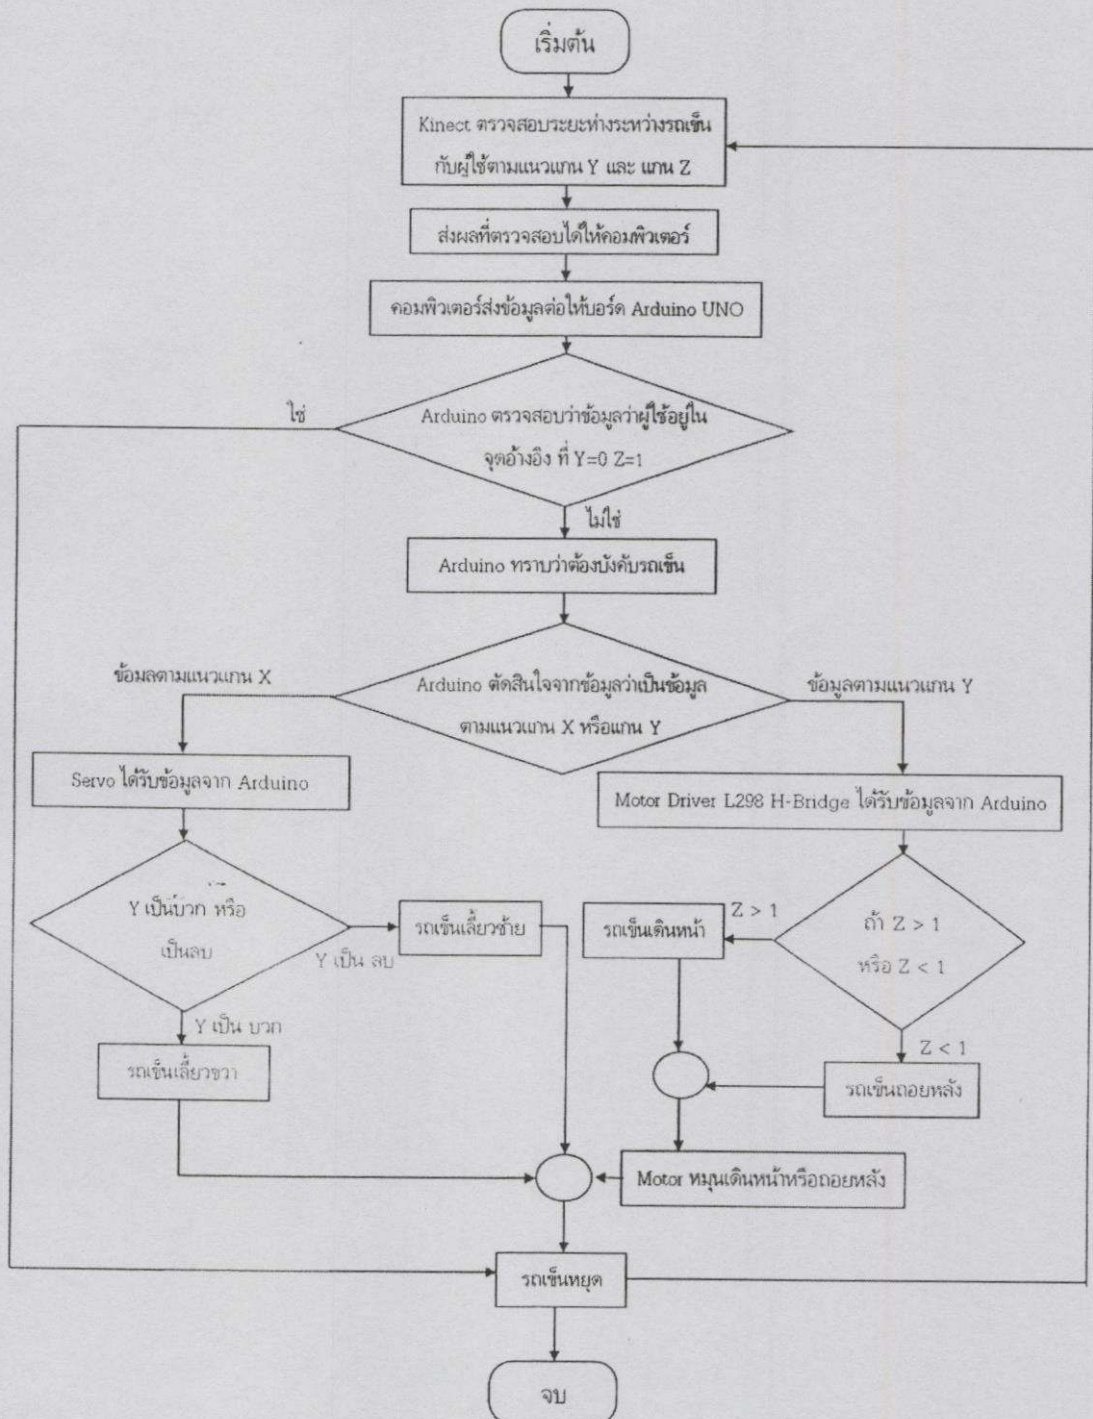 เริ่มต้น
Kinect ตรวจสอบระยะห่างระหว่างรถเข็น
กับผู้ใช้ตามแนวแกน Y และ แกน Z
ส่งผลที่ตรวจสอบได้ให้คอมพิวเตอร์
คอมพิวเตอร์ส่งข้อมูลต่อให้บอร์ด Arduino UNO
ใช่
Arduino ตรวจสอบว่าข้อมูลว่าผู้ใช้อยู่ใน
จุดอ้างอิง ที่ Y=0 Z=1
ไม่ใช่
Arduino ทราบว่าต้องบังคับรถเข็น
ข้อมลตามแนวแกน X
Arduino ตัดสินใจจากข้อมูลว่าเป็นข้อมูล
ตามแนวแกน X หรือแกน Y
ข้อมูลตามแนวแกน Y
Servo ได้รับข้อมูลจาก Arduino
Motor Driver L298 H-Bridge ได้รับข้อมูลจาก Arduino
Y เป็นบวก หรือ
เป็นลบ
Y เป็น ลบ
รถเข็นเลี้ยวซ้าย
รถเข็นเดินหน้า
Z > 1
ถ้า Z > 1
หรือ Z < 1
Y เป็น บวก
รถเข็นเลี้ยวขวา
Z < 1
รถเข็นถอยหลัง
Motor หมุนเดินหน้าหรือถอยหลัง
รถเข็นหยุด
จบ